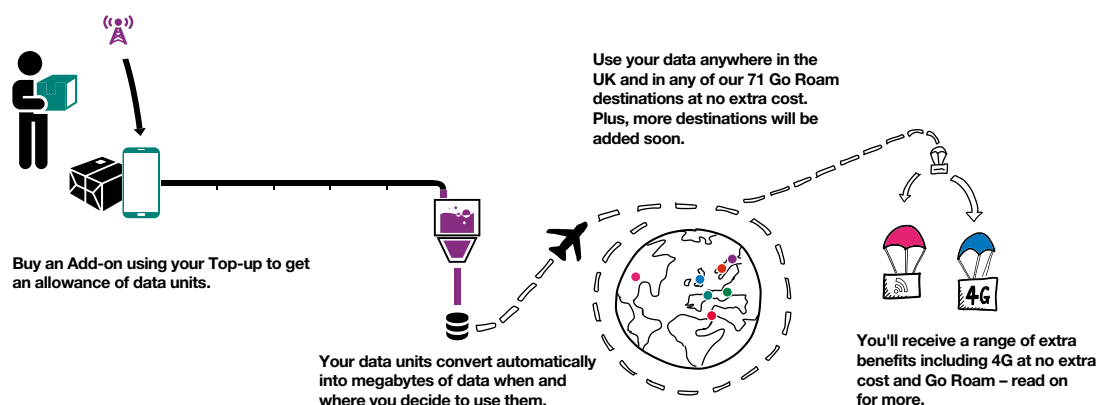 Use your data anywhere in the
UK and in any of our 71 Go Roam
destinations at no extra cost.
Plus, more destinations will be
added soon.
Buy an Add-on using your Top-up to get
an allowance of data units.
Your data units convert automatically
into megabytes of data when and
where you decide to use them.
4G
You'll receive a range of extra
benefits including 4G at no extra
cost and Go Roam – read on
for more.